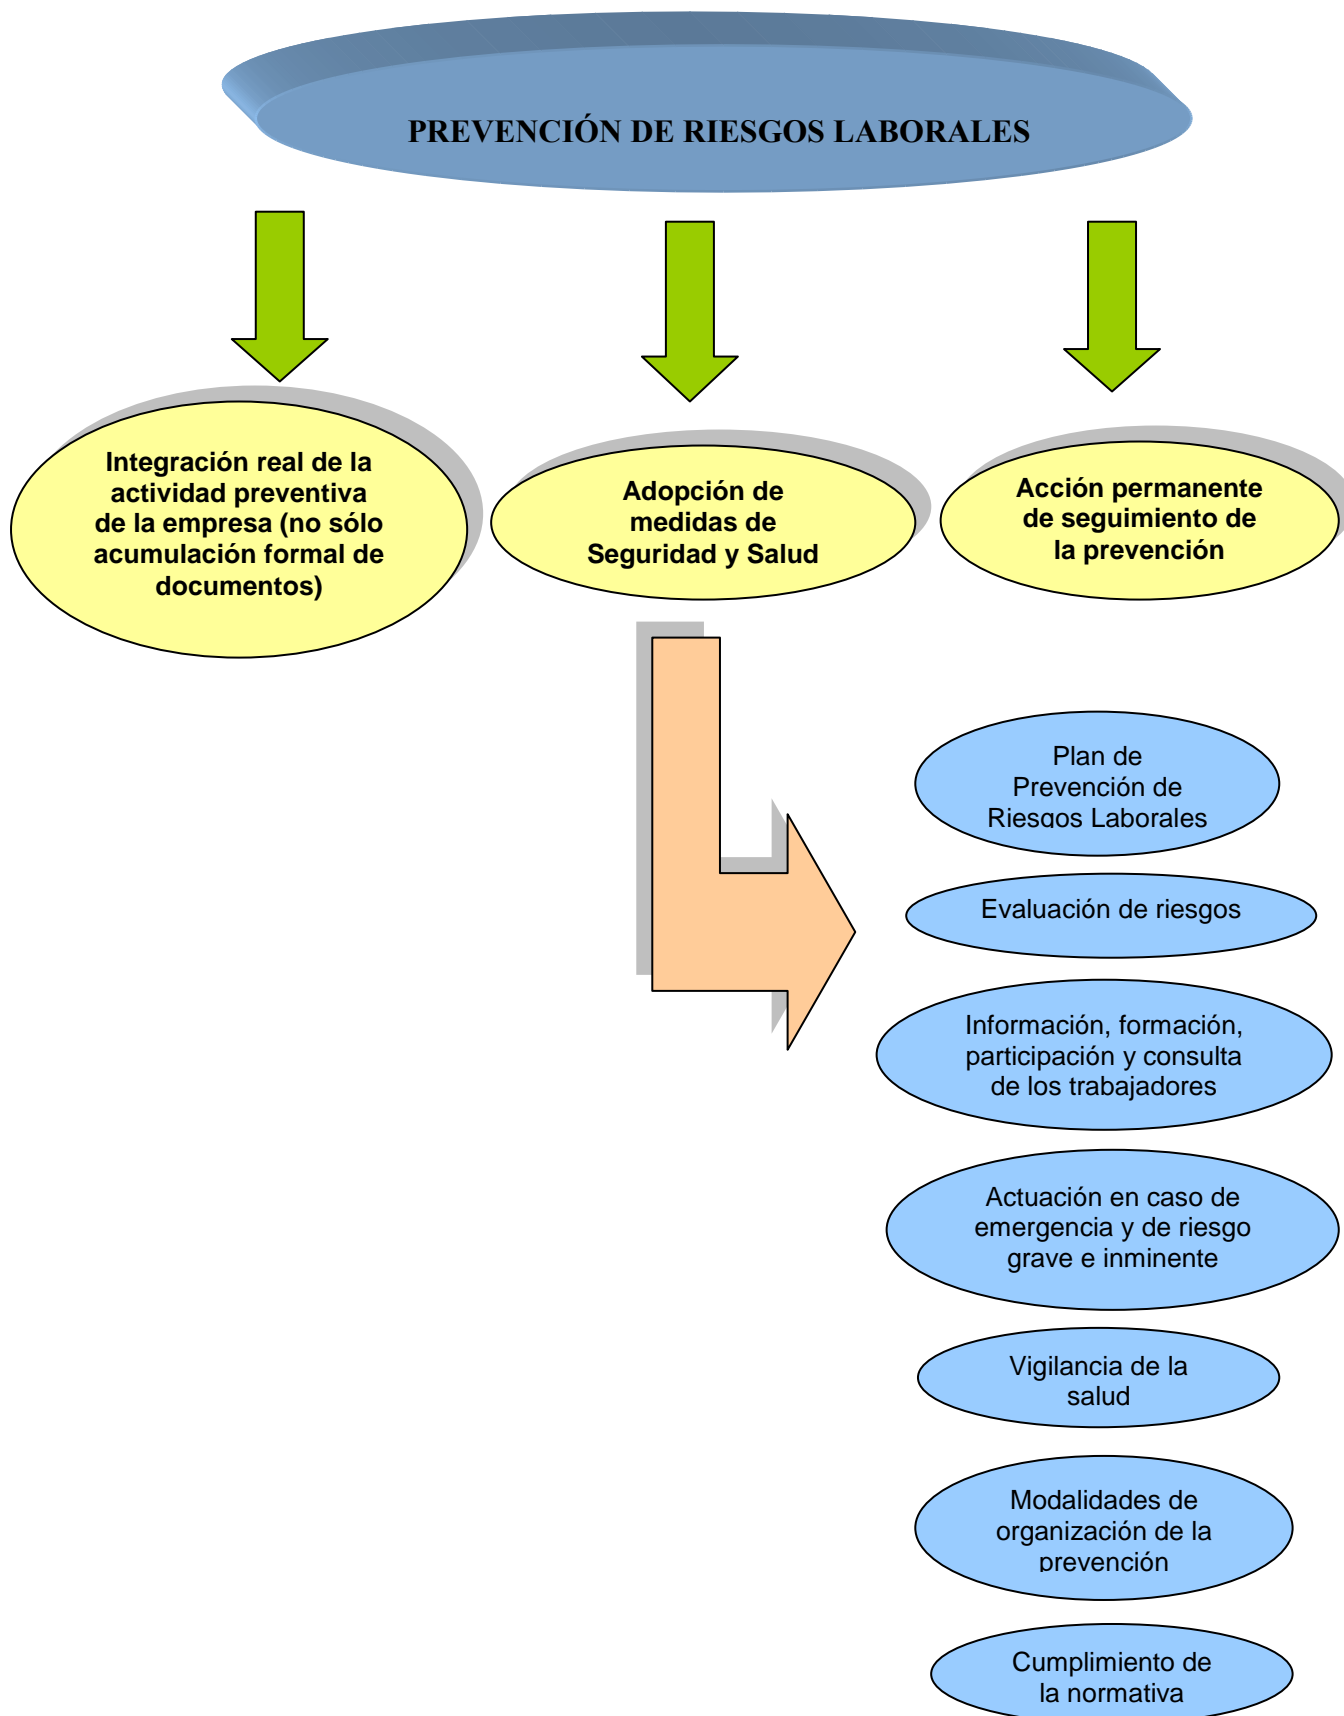 PREVENCIÓN DE RIESGOS LABORALES
Integración real de la
actividad preventiva
de la empresa (no sólo
acumulación formal de
documentos)
Adopción de
medidas de
Seguridad y Salud
Acción permanente
de seguimiento de
la prevención
Plan de
Prevención de
Riesgos Laborales
Evaluación de riesgos
Información, formación,
participación y consulta
de los trabajadores
Actuación en caso de
emergencia y de riesgo
grave e inminente
Vigilancia de la
salud
Modalidades de
organización de la
prevención
Cumplimiento de
la normativa